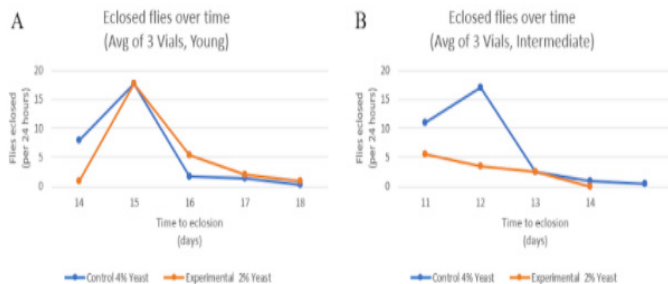 A
Eclosed flies over time
(Avg of 3 Vials, Young)
Flies eclosed
(per 24 hours)
20
15
10
5
0
14 15 16 17 18
Time to eclosion
(days)
Control 4% Yeast Experimental 2% Yeast
B
Eclosed flies over time
(Avg of 3 Vials, Intermediate)
Flies eclosed
(per 24 hours)
20
15
10
5
0
11 12 13 14
Time to eclosion
(days)
Control 4% Yeast Experimental 2% Yeast